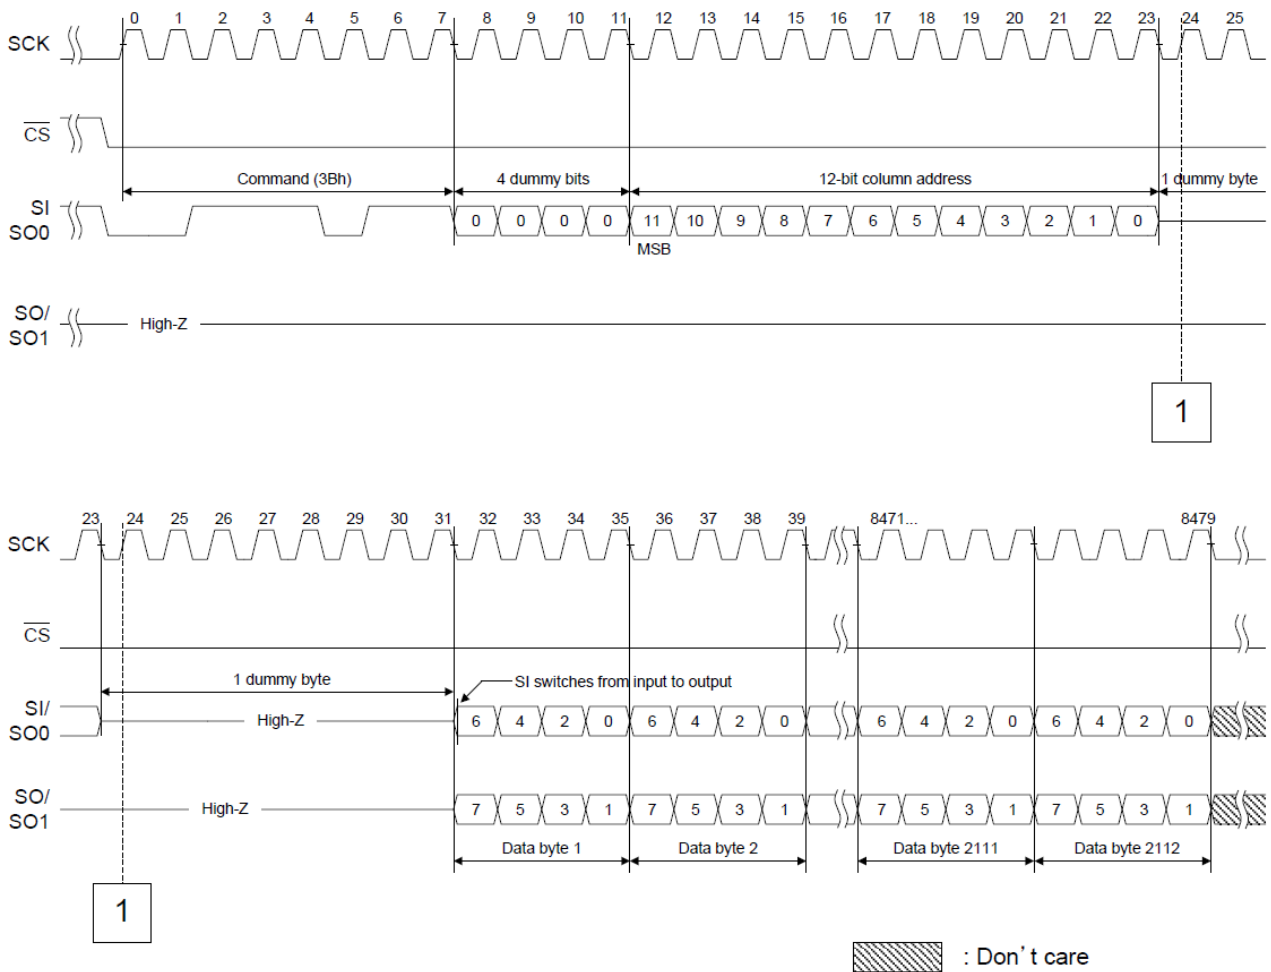 0 1 2 3 4 5 6 7 8 9 10 11 12 13 14 15 16 17 18 19 20 21 22 23 24 25
SCK
CS
Command (3Bh) 4 dummy bits 12-bit column address 1 dummy byte
SI
SO0
0 0 0 0 11 10 9 8 7 6 5 4 3 2 1 0
MSB
SO/
SO1
High-Z
1
23 24 25 26 27 28 29 30 31 32 33 34 35 36 37 38 39 8471... 8479
SCK
CS
1 dummy byte
SI switches from input to output
SI/
SO0
High-Z 6 4 2 0 6 4 2 0 6 4 2 0 6 4 2 0
SO/
SO1
High-Z 7 5 3 1 7 5 3 1 7 5 3 1 7 5 3 1
Data byte 1 Data byte 2 Data byte 2111 Data byte 2112
1
: Don't care